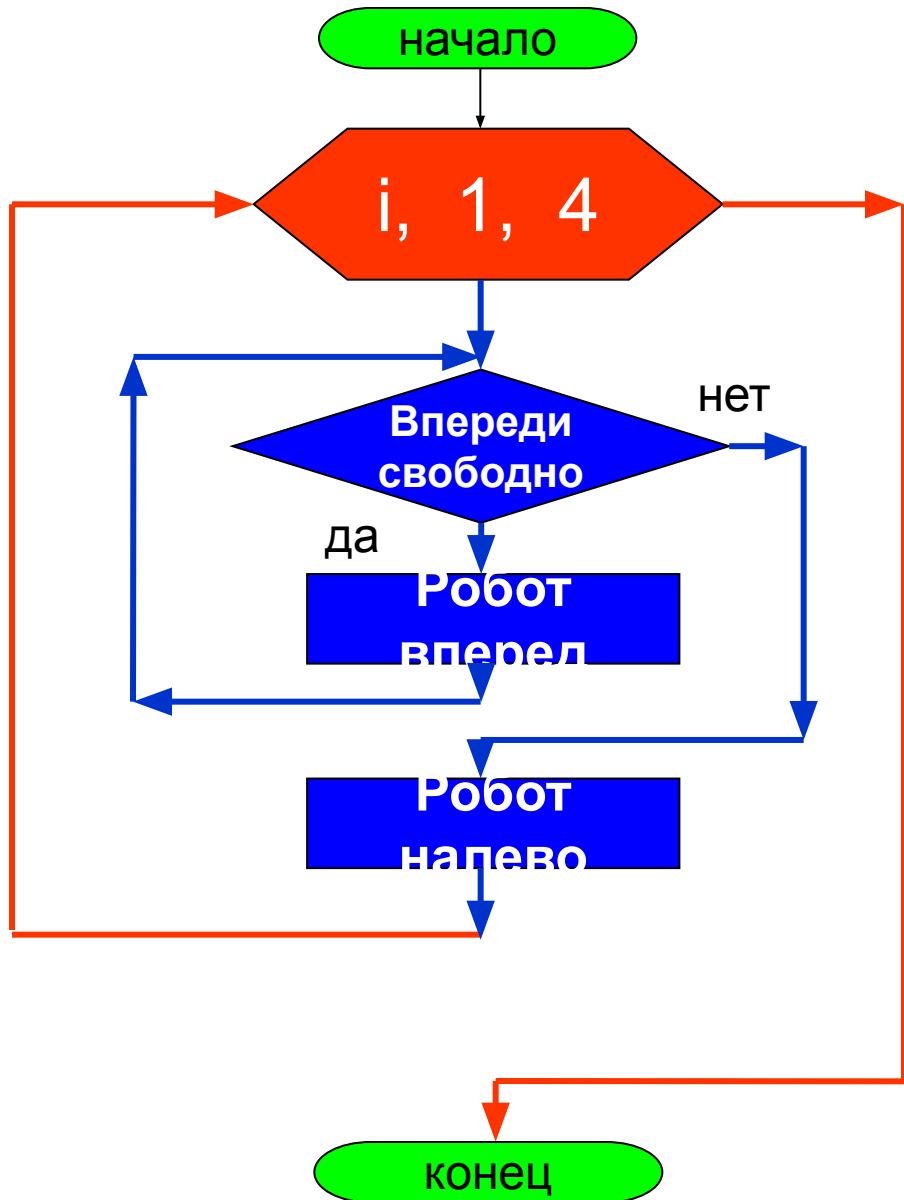 начало
i, 1, 4
Впереди
свободно
нет
да
Робот
вперед
Робот
налево
конец